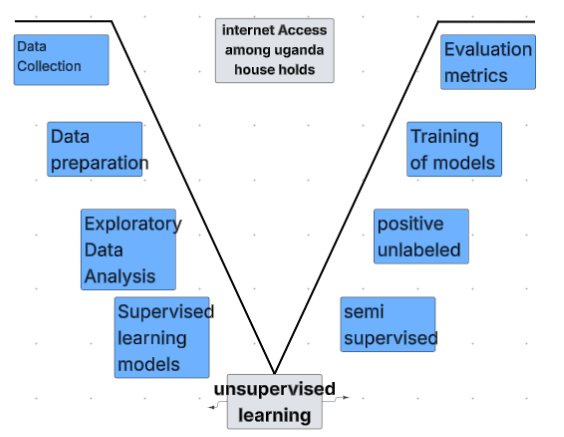 Data
Collection
internet Access
among uganda
house holds
Evaluation
metrics
Data
preparation
Training
of models
Exploratory
Data
Analysis
positive
unlabeled
Supervised
learning
models
semi
supervised
unsupervised
learning